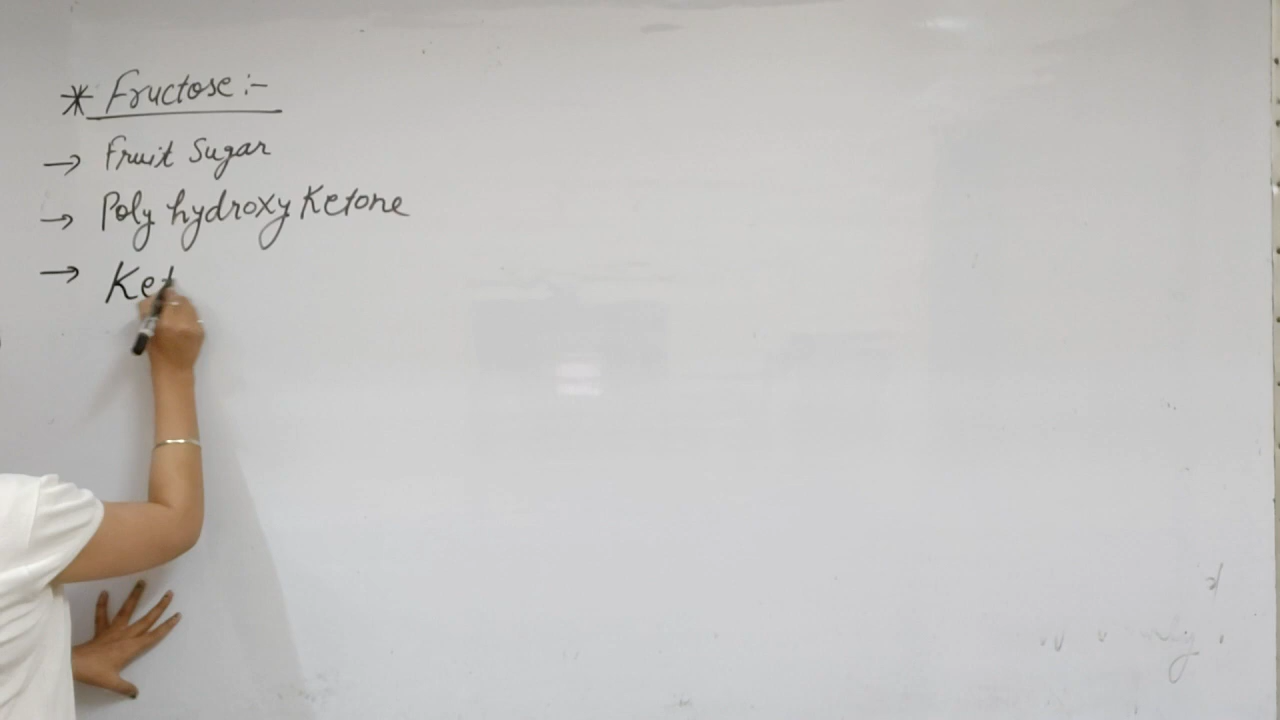 * Fructose :-
→ Fruit Sugar
→ Poly hydroxy Ketone
→ Ket